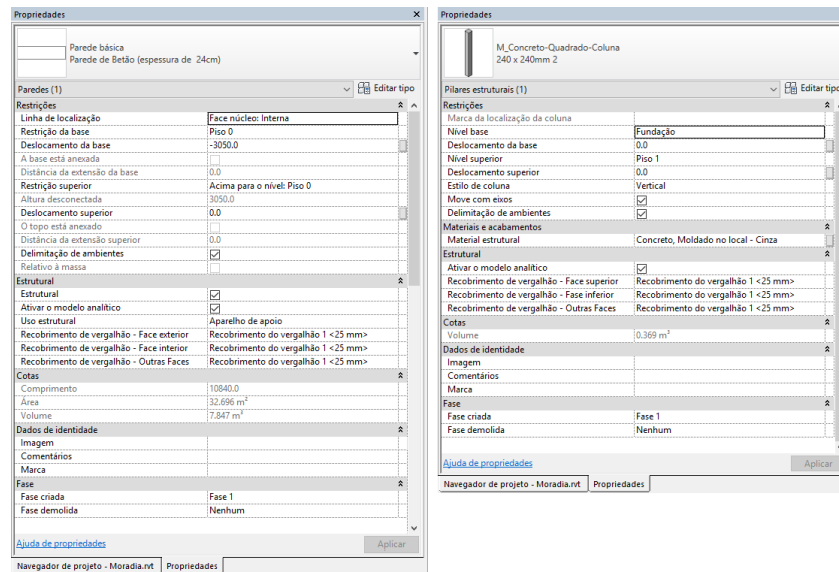 Propriedades
Parede básica
Parede de Betão (espessura de 24cm)
Paredes (1)
Editar tipo
Restrições
Linha de localização Face núcleo: Interna
Restrição da base Piso 0
Deslocamento da base -3050.0
A base está anexada
Distância da extensão da base 0.0
Restrição superior Acima para o nível: Piso 0
Altura desconectada 3050.0
Deslocamento superior 0.0
O topo está anexado
Distância da extensão superior 0.0
Delimitação de ambientes
Relativo à massa
Estrutural
Estrutural
Ativar o modelo analítico
Uso estrutural Aparelho de apoio
Recobrimento de vergalhão - Face exterior Recobrimento do vergalhão 1 <25 mm>
Recobrimento de vergalhão - Face interior Recobrimento do vergalhão 1 <25 mm>
Recobrimento de vergalhão - Outras Faces Recobrimento do vergalhão 1 <25 mm>
Cotas
Comprimento 10840.0
Área 32.696 m²
Volume 7.847 m³
Dados de identidade
Imagem
Comentários
Marca
Fase
Fase criada Fase 1
Fase demolida Nenhum
Ajuda de propriedades Aplicar
Navegador de projeto - Moradia.rvt Propriedades
Propriedades
M_Concreto-Quadrado-Coluna
240 x 240mm 2
Pilares estruturais (1)
Editar tipo
Restrições
Marca da localização da coluna
Nível base Fundação
Deslocamento da base 0.0
Nível superior Piso 1
Deslocamento superior 0.0
Estilo de coluna Vertical
Move com eixos
Delimitação de ambientes
Materiais e acabamentos
Material estrutural Concreto, Moldado no local - Cinza
Estrutural
Ativar o modelo analítico
Recobrimento de vergalhão - Face superior Recobrimento do vergalhão 1 <25 mm>
Recobrimento de vergalhão - Fase inferior Recobrimento do vergalhão 1 <25 mm>
Recobrimento de vergalhão - Outras Faces Recobrimento do vergalhão 1 <25 mm>
Cotas
Volume 0.369 m³
Dados de identidade
Imagem
Comentários
Marca
Fase
Fase criada Fase 1
Fase demolida Nenhum
Ajuda de propriedades Aplicar
Navegador de projeto - Moradia.rvt Propriedades